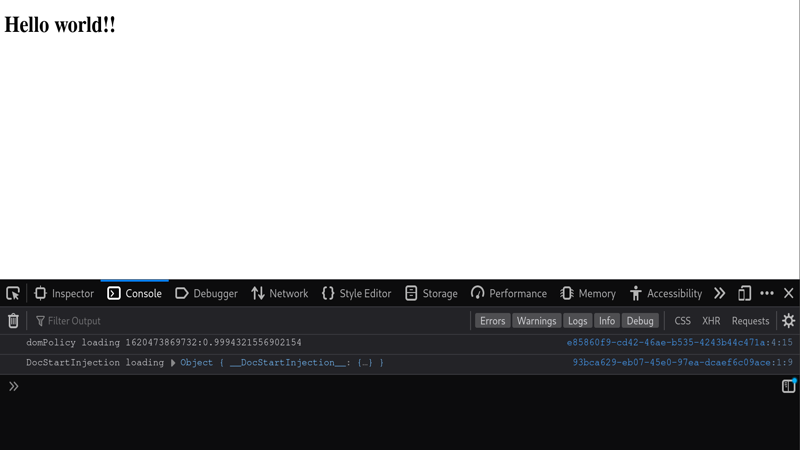 Hello world!!
Inspector Console Debugger Network Style Editor Storage Performance Memory Accessibility
Filter Output Errors Warnings Logs Info Debug CSS XHR Requests
domPolicy loading 1620473869732:0.9994321556902154 e85860f9-cd42-46ae-b535-4243b44c471a:4:15
DocStartInjection loading Object { __DocStartInjection__: {…} } 93bca629-eb07-45e0-97ea-dcaef6c09ace:1:9